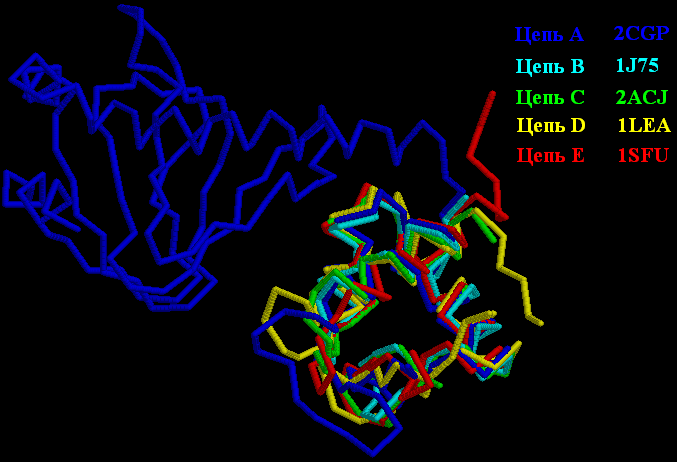 Цепь A 2CGP
Цепь B 1J75
Цепь C 2ACJ
Цепь D 1LEA
Цепь E 1SFU